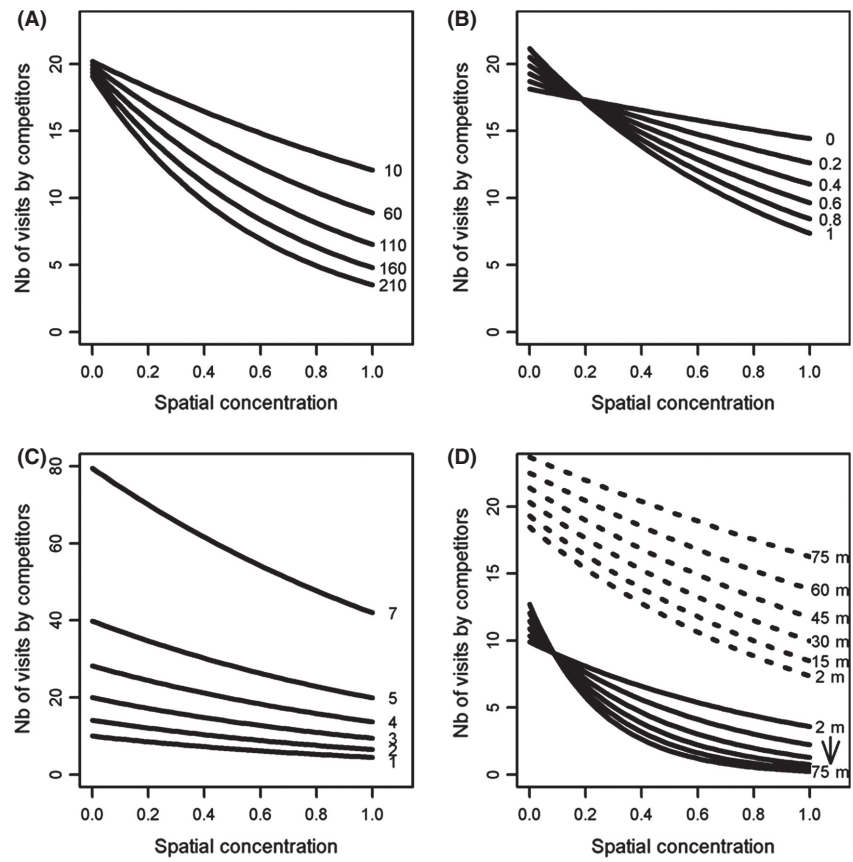 (A)
Nb of visits by competitors
20
15
10
5
0
10
60
110
160
210
0.0 0.2 0.4 0.6 0.8 1.0
Spatial concentration
(B)
Nb of visits by competitors
20
15
10
5
0
0
0.2
0.4
0.6
0.8
1
0.0 0.2 0.4 0.6 0.8 1.0
Spatial concentration
(C)
Nb of visits by competitors
80
60
40
20
0
7
5
4
3
2
1
0.0 0.2 0.4 0.6 0.8 1.0
Spatial concentration
(D)
Nb of visits by competitors
20
15
10
5
0
75 m
60 m
45 m
30 m
15 m
2 m
2 m
75 m
0.0 0.2 0.4 0.6 0.8 1.0
Spatial concentration